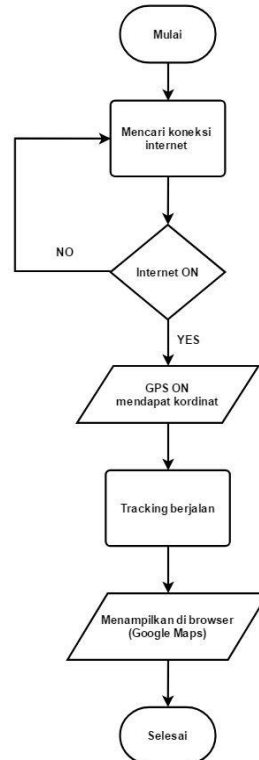 Mulai
Mencari koneksi
internet
NO
Internet ON
YES
GPS ON
mendapat kordinat
Tracking berjalan
Menampilkan di browser
(Google Maps)
Selesai